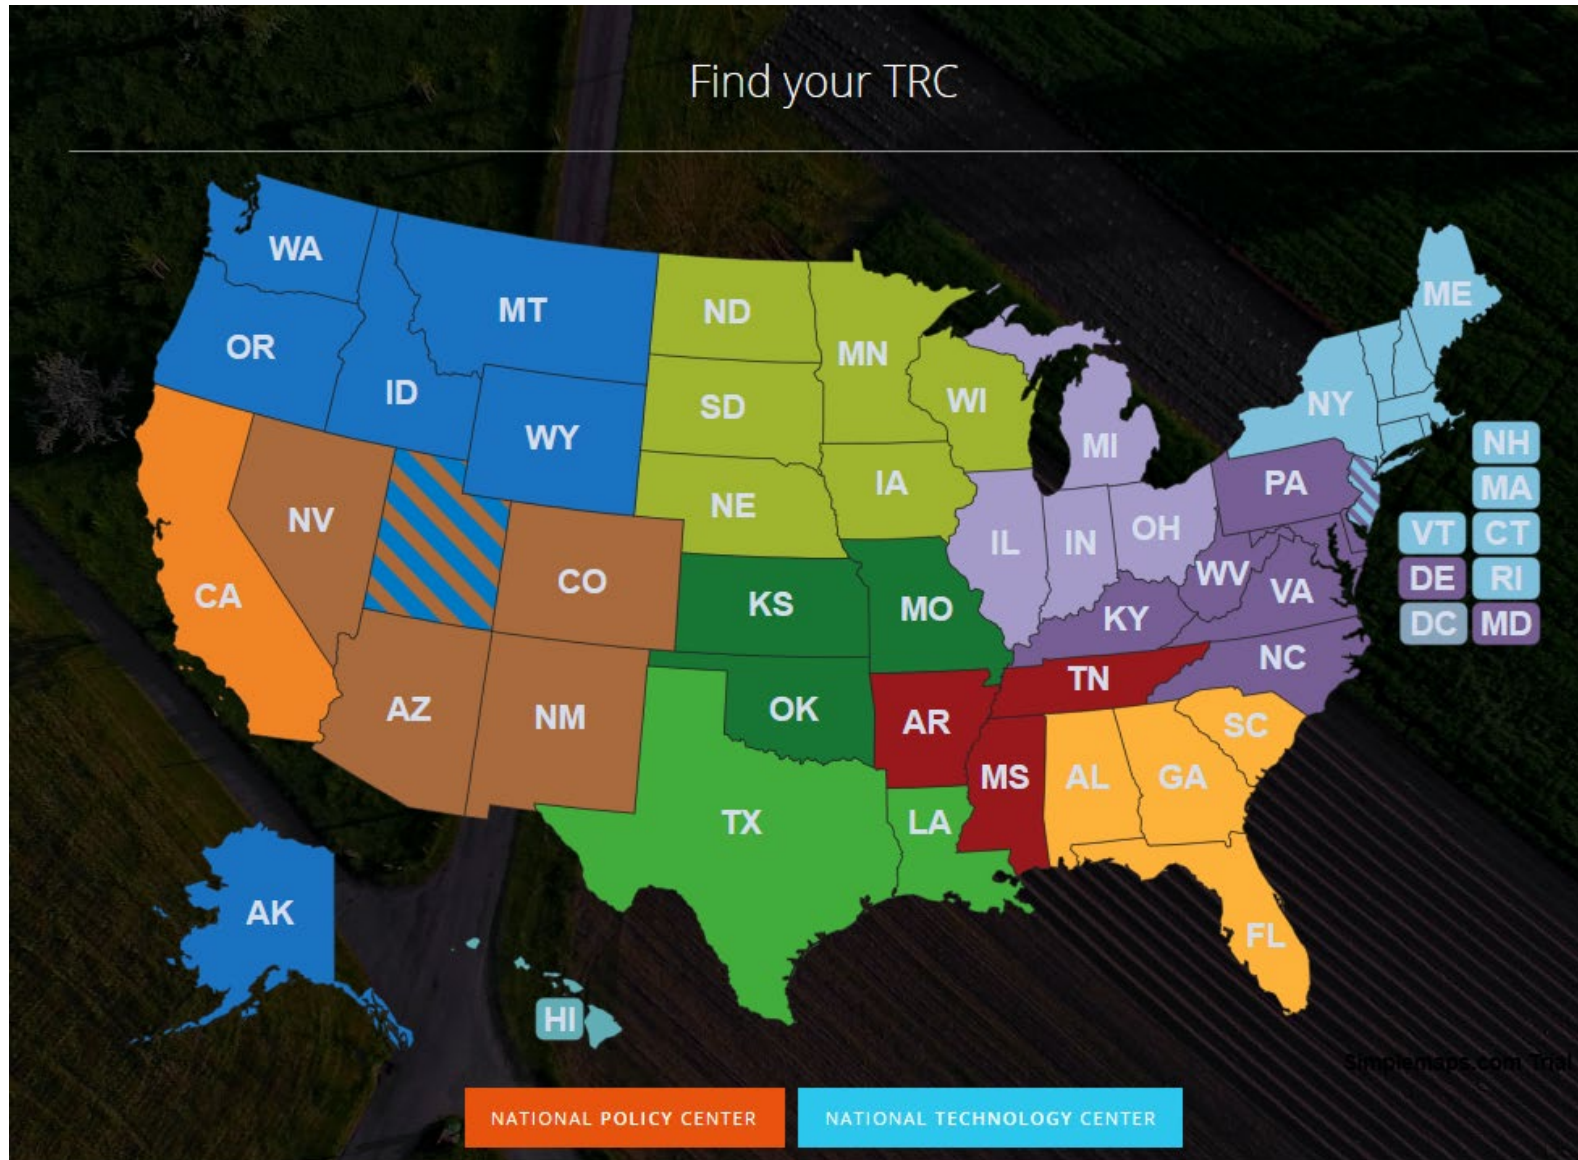 Find your TRC
WA
MT
ND
MN
ME
OR
ID
SD
WI
NY
WY
MI
NH
NE
IA
PA
MA
NV
IL
IN
OH
VT
CT
CA
CO
KS
MO
WV
VA
DE
RI
KY
DC
MD
NC
TN
AZ
NM
OK
AR
SC
MS
AL
GA
TX
LA
AK
FL
HI
Simplemaps.com Trial
NATIONAL POLICY CENTER
NATIONAL TECHNOLOGY CENTER